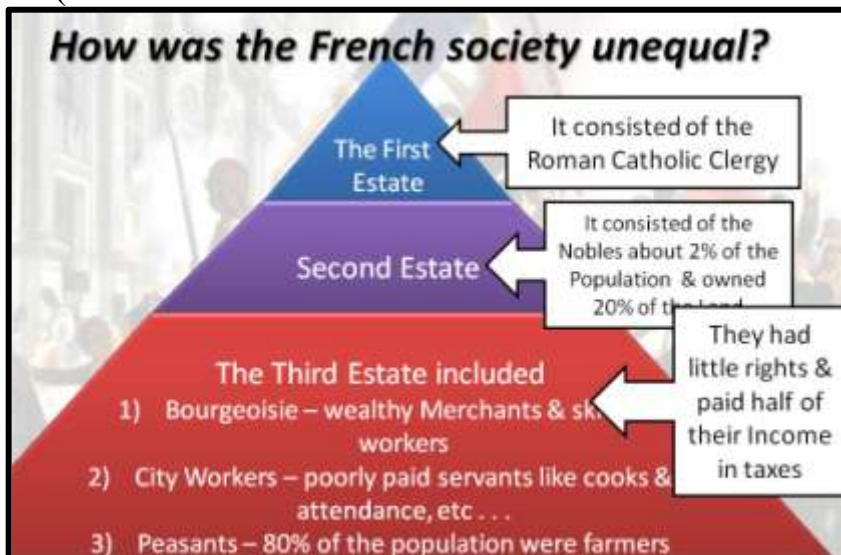 How was the French society unequal?
The First
Estate
It consisted of the
Roman Catholic Clergy
Second Estate
It consisted of the
Nobles about 2% of the
Population & owned
20% of the Land
The Third Estate included
1) Bourgeoisie – wealthy Merchants &
workers
2) City Workers – poorly paid servants like cooks &
attendance, etc . . .
3) Peasants – 80% of the population were farmers
They had
little rights &
paid half of
their Income
in taxes